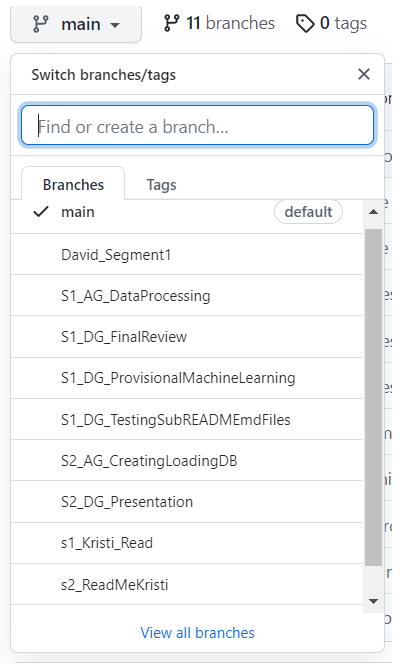 main 11 branches 0 tags
Switch branches/tags
Find or create a branch...
Branches Tags
main default
David_Segment1
S1_AG_DataProcessing
S1_DG_FinalReview
S1_DG_ProvisionalMachineLearning
S1_DG_TestingSubREADMEmdFiles
S2_AG_CreatingLoadingDB
S2_DG_Presentation
s1_Kristi_Read
s2_ReadMeKristi
View all branches